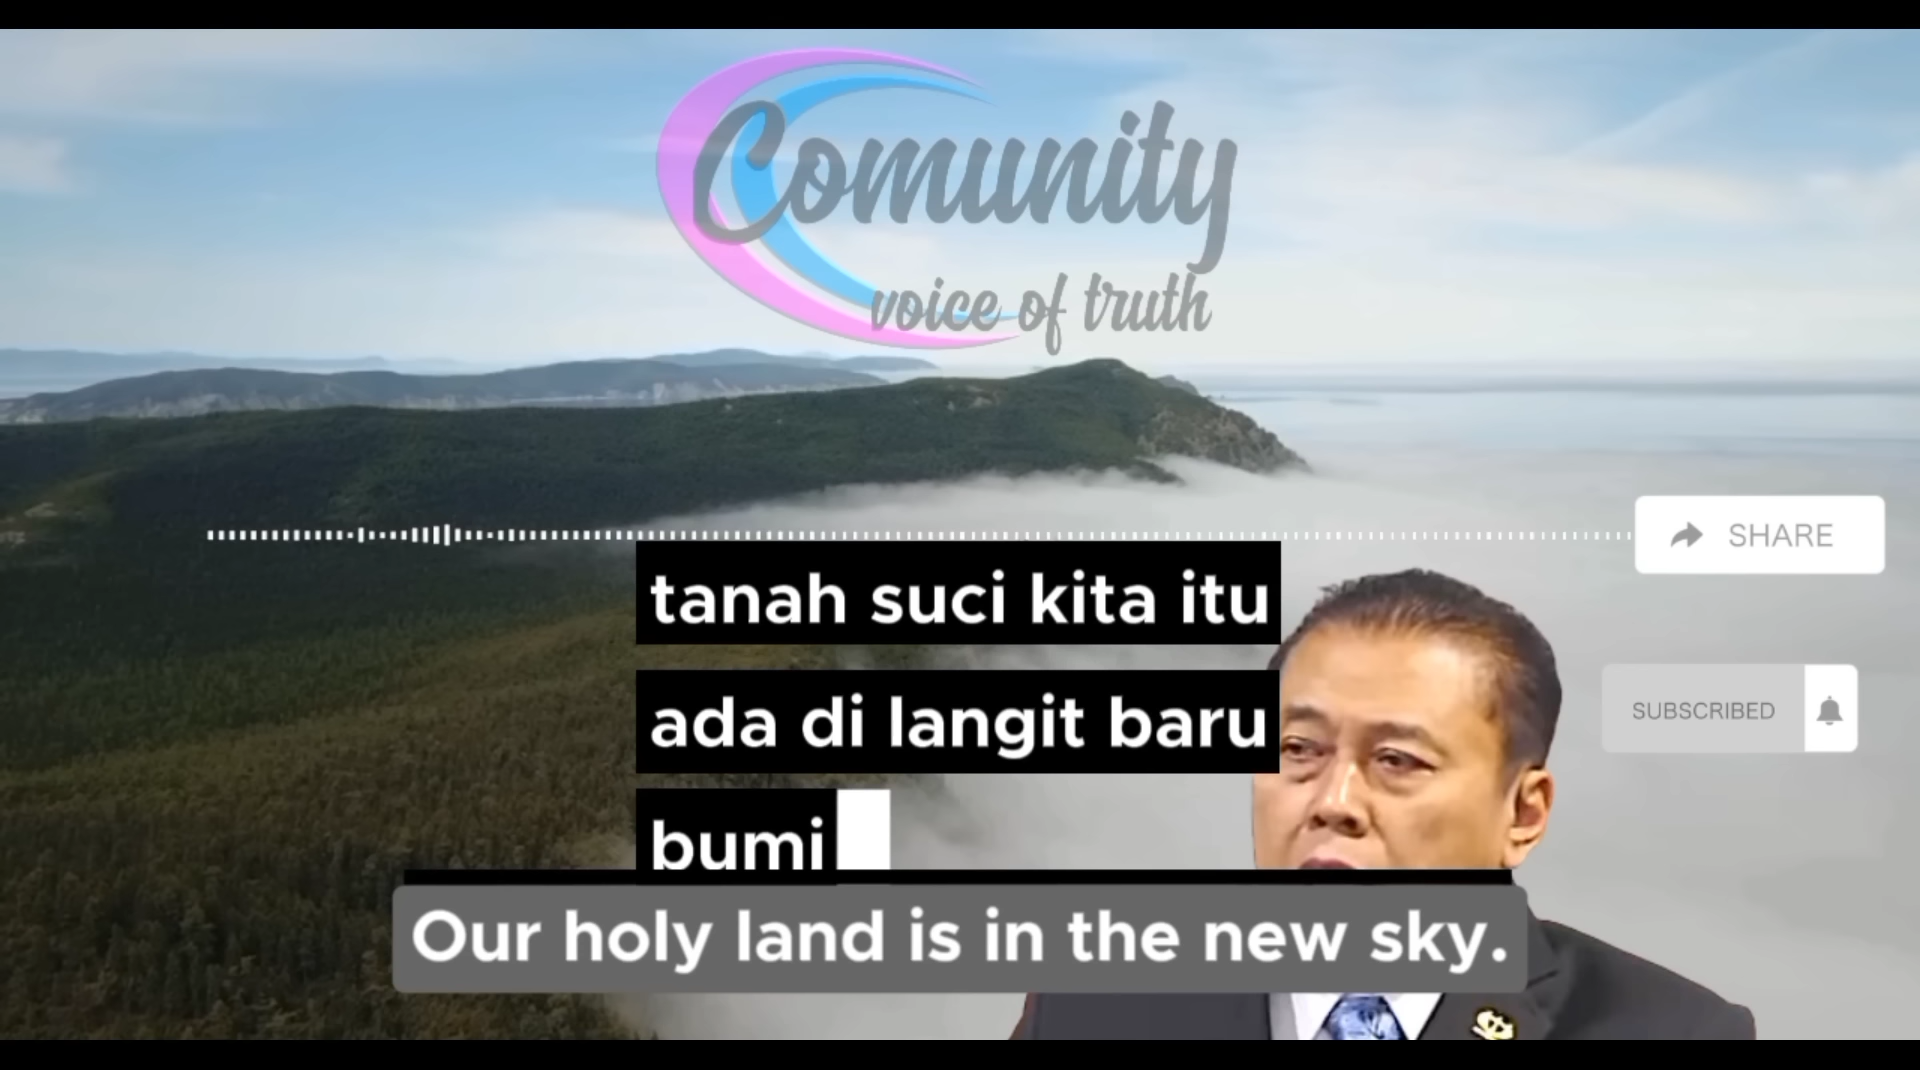 Comunity
voice of truth
SHARE
tanah suci kita itu
ada di langit baru
SUBSCRIBED
bumi
Our holy land is in the new sky.